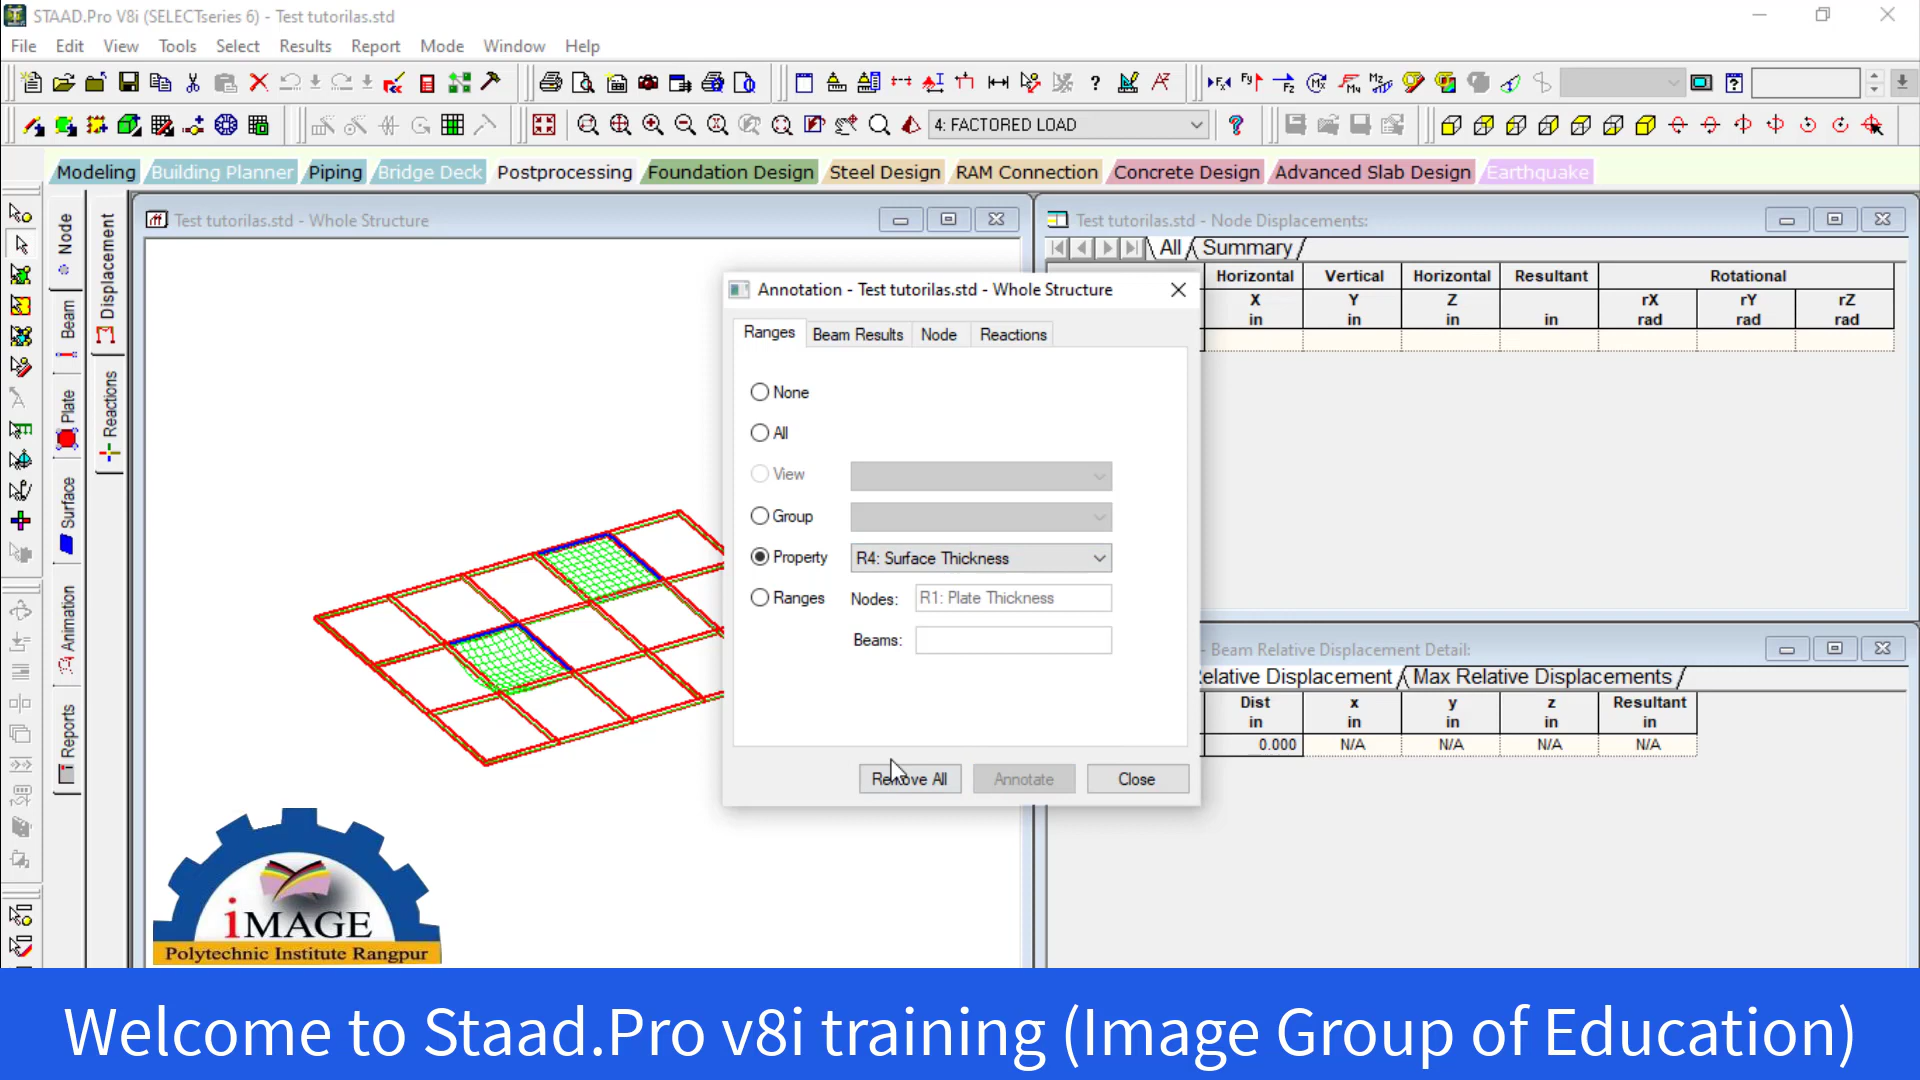 STAAD.Pro V8i (SELECTseries 6) - Test tutorilas.std
File Edit View Tools Select Results Report Mode Window Help
4: FACTORED LOAD
Modeling Building Planner Piping Bridge Deck Postprocessing Foundation Design Steel Design RAM Connection Concrete Design Advanced Slab Design Earthquake
Node
Beam
Plate
Surface
Animation
Reports
Displacement
Reactions
Test tutorilas.std - Whole Structure
Test tutorilas.std - Node Displacements:
All Summary
Horizontal Vertical Horizontal Resultant Rotational
X Y Z rX rY rZ
in in in in rad rad rad
Annotation - Test tutorilas.std - Whole Structure
Ranges Beam Results Node Reactions
None
All
View
Group
Property R4: Surface Thickness
Ranges Nodes: R1: Plate Thickness
Beams:
Annotate Close
- Beam Relative Displacement Detail:
Displacement Max Relative Displacements
Dist x y z Resultant
in in in in in
0.000 N/A N/A N/A N/A
iMAGE
Polytechnic Institute Rangpur
Welcome to Staad.Pro v8i training (Image Group of Education)